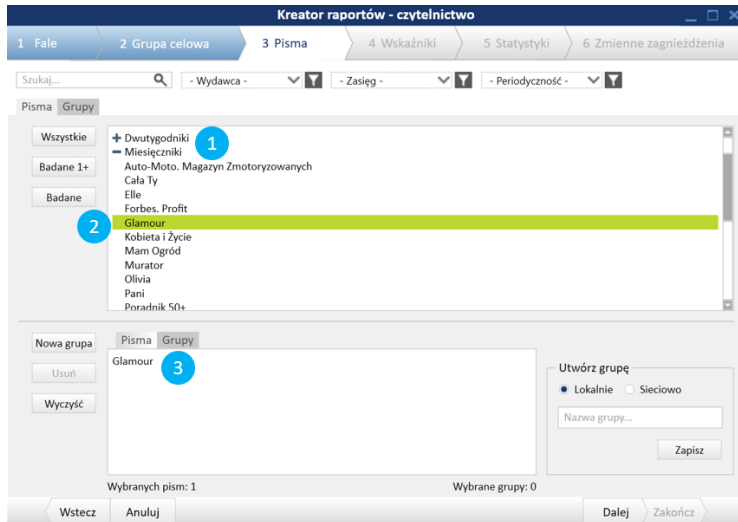 Kreator raportów - czytelnictwo
1 Fale
2 Grupa celowa
3 Pisma
4 Wskaźniki
5 Statystyki
6 Zmienne zagnieżdżenia
Szukaj...
- Wydawca -
- Zasięg -
- Periodyczność -
Pisma Grupy
Wszystkie
Badane 1+
Badane
Dwutygodniki
1
Miesięczniki
Auto-Moto. Magazyn Zmotoryzowanych
Cała Ty
Elle
Forbes. Profit
2
Glamour
Kobieta i Życie
Mam Ogród
Murator
Olivia
Pani
Poradnik 50+
Nowa grupa
Usuń
Wyczyść
Pisma Grupy
Glamour
3
Utwórz grupę
Lokalnie Sieciowo
Nazwa grupy...
Zapisz
Wybranych pism: 1
Wybrane grupy: 0
Wstecz
Anuluj
Dalej
Zakończ